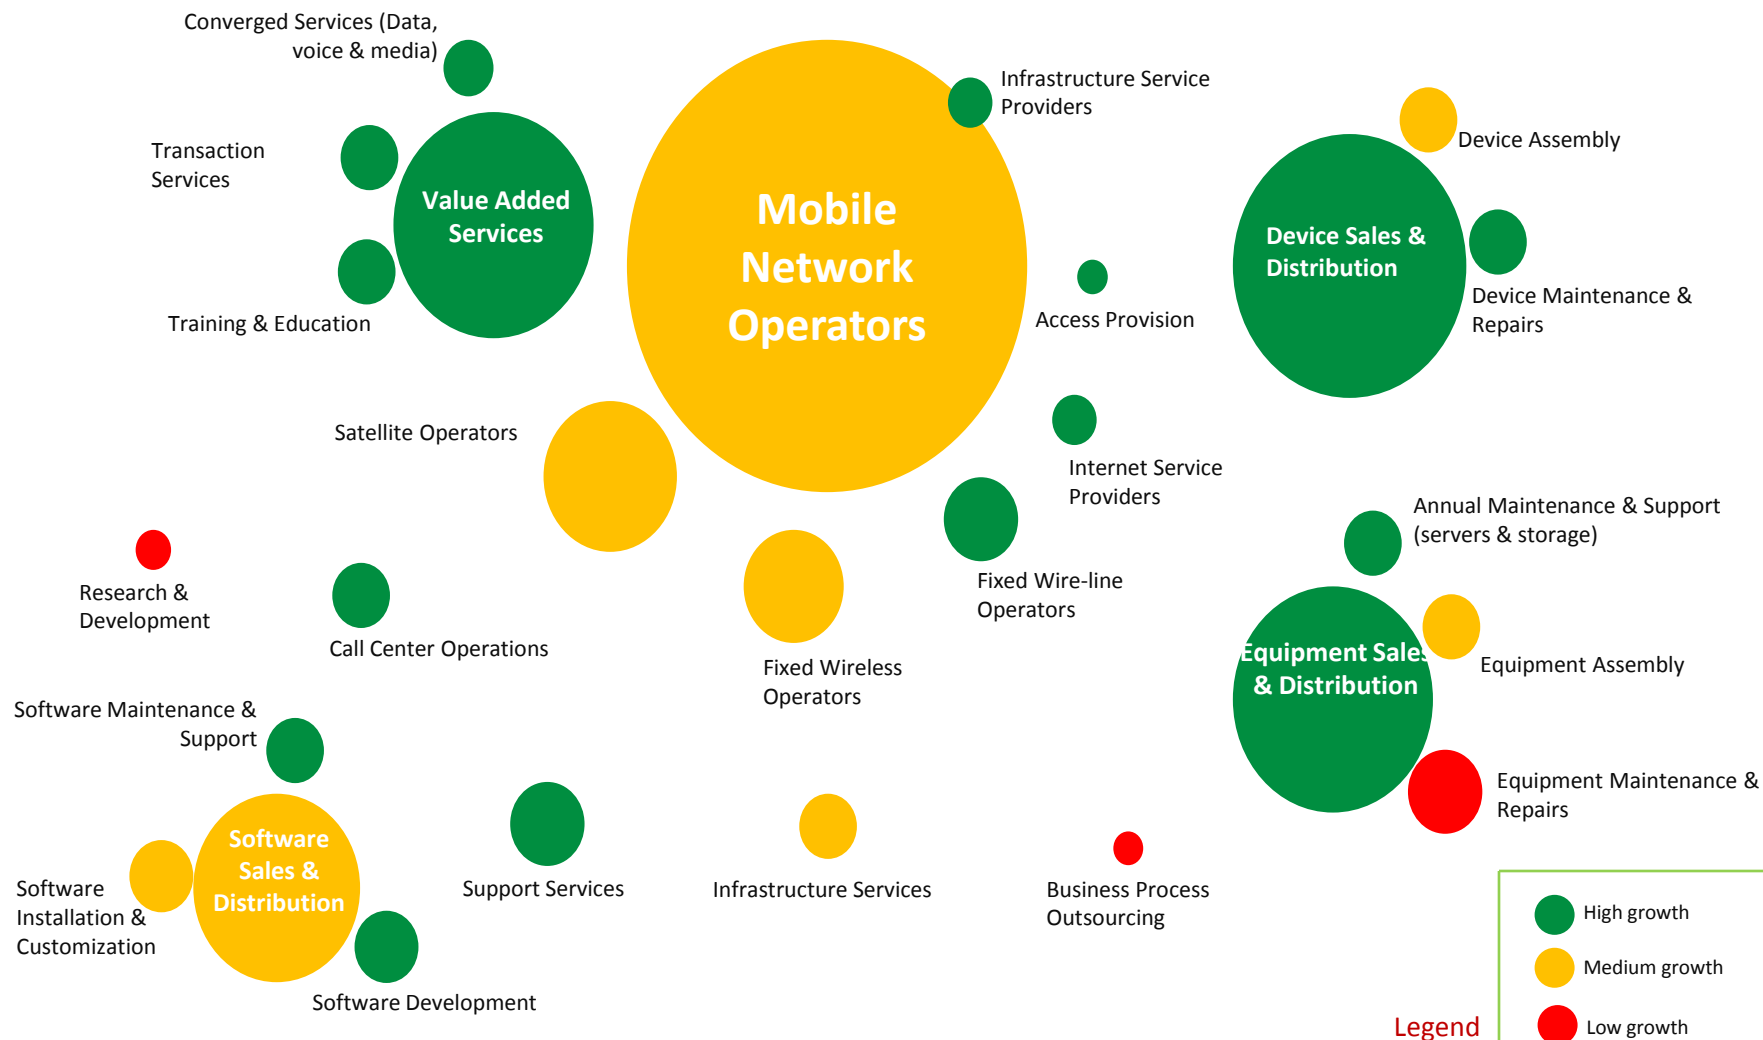 Converged Services (Data,
voice & media)
Infrastructure Service
Providers
Device Assembly
Transaction
Services
Value Added
Services
Mobile
Network
Operators
Device Sales &
Distribution
Device Maintenance &
Repairs
Training & Education
Access Provision
Satellite Operators
Internet Service
Providers
Annual Maintenance & Support
(servers & storage)
Research &
Development
Call Center Operations
Fixed Wire-line
Operators
Fixed Wireless
Operators
Equipment Sales
& Distribution
Equipment Assembly
Software Maintenance &
Support
Equipment Maintenance &
Repairs
Software
Sales &
Distribution
Software
Installation &
Customization
Support Services
Infrastructure Services
Business Process
Outsourcing
Software Development
High growth
Medium growth
Low growth
Legend